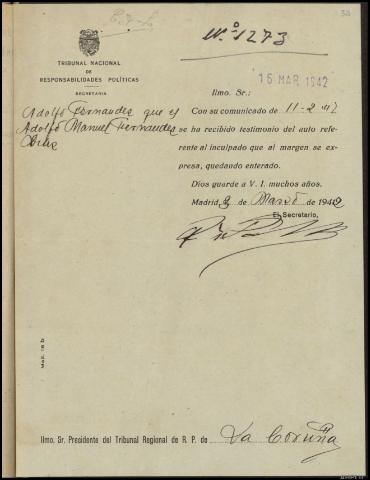 Nº 1273
TRIBUNAL NACIONAL
DE
RESPONSABILIDADES POLÍTICAS
SECRETARIA
16 MAR 1942
Ilmo. Sr.:
Adolfo Fernandez que es
Adolfo Manuel Fernandez
Con su comunicado de 11-2-42
se ha recibido testimonio del auto refe-
rente al inculpado que al margen se ex-
presa, quedando enterado.
Dios guarde a V. I. muchos años.
Madrid, de Marzo de 1942
El Secretario,
Mod. 16 b
Ilmo. Sr. Presidente del Tribunal Regional de R. P. de La Coruña